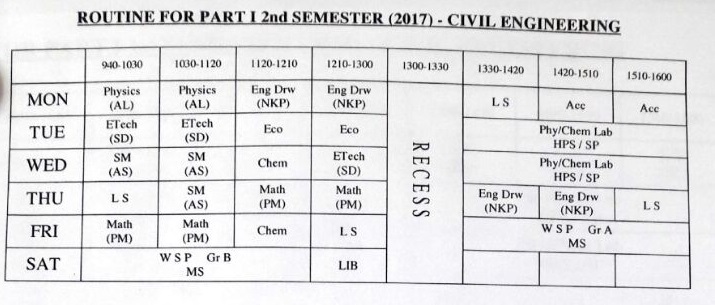 ROUTINE FOR PART I 2nd SEMESTER (2017) - CIVIL ENGINEERING
940-1030 1030-1120 1120-1210 1210-1300 1300-1330 1330-1420 1420-1510 1510-1600
MON Physics (AL) Physics (AL) Eng Drw (NKP) Eng Drw (NKP) L S Acc Acc
TUE ETech (SD) ETech (SD) Eco Eco Phy/Chem Lab HPS / SP
WED SM (AS) SM (AS) Chem ETech (SD) Phy/Chem Lab HPS / SP
THU L S SM (AS) Math (PM) Math (PM) Eng Drw (NKP) Eng Drw (NKP) L S
FRI Math (PM) Math (PM) Chem L S W S P Gr A MS
SAT W S P Gr B MS LIB
RECESS